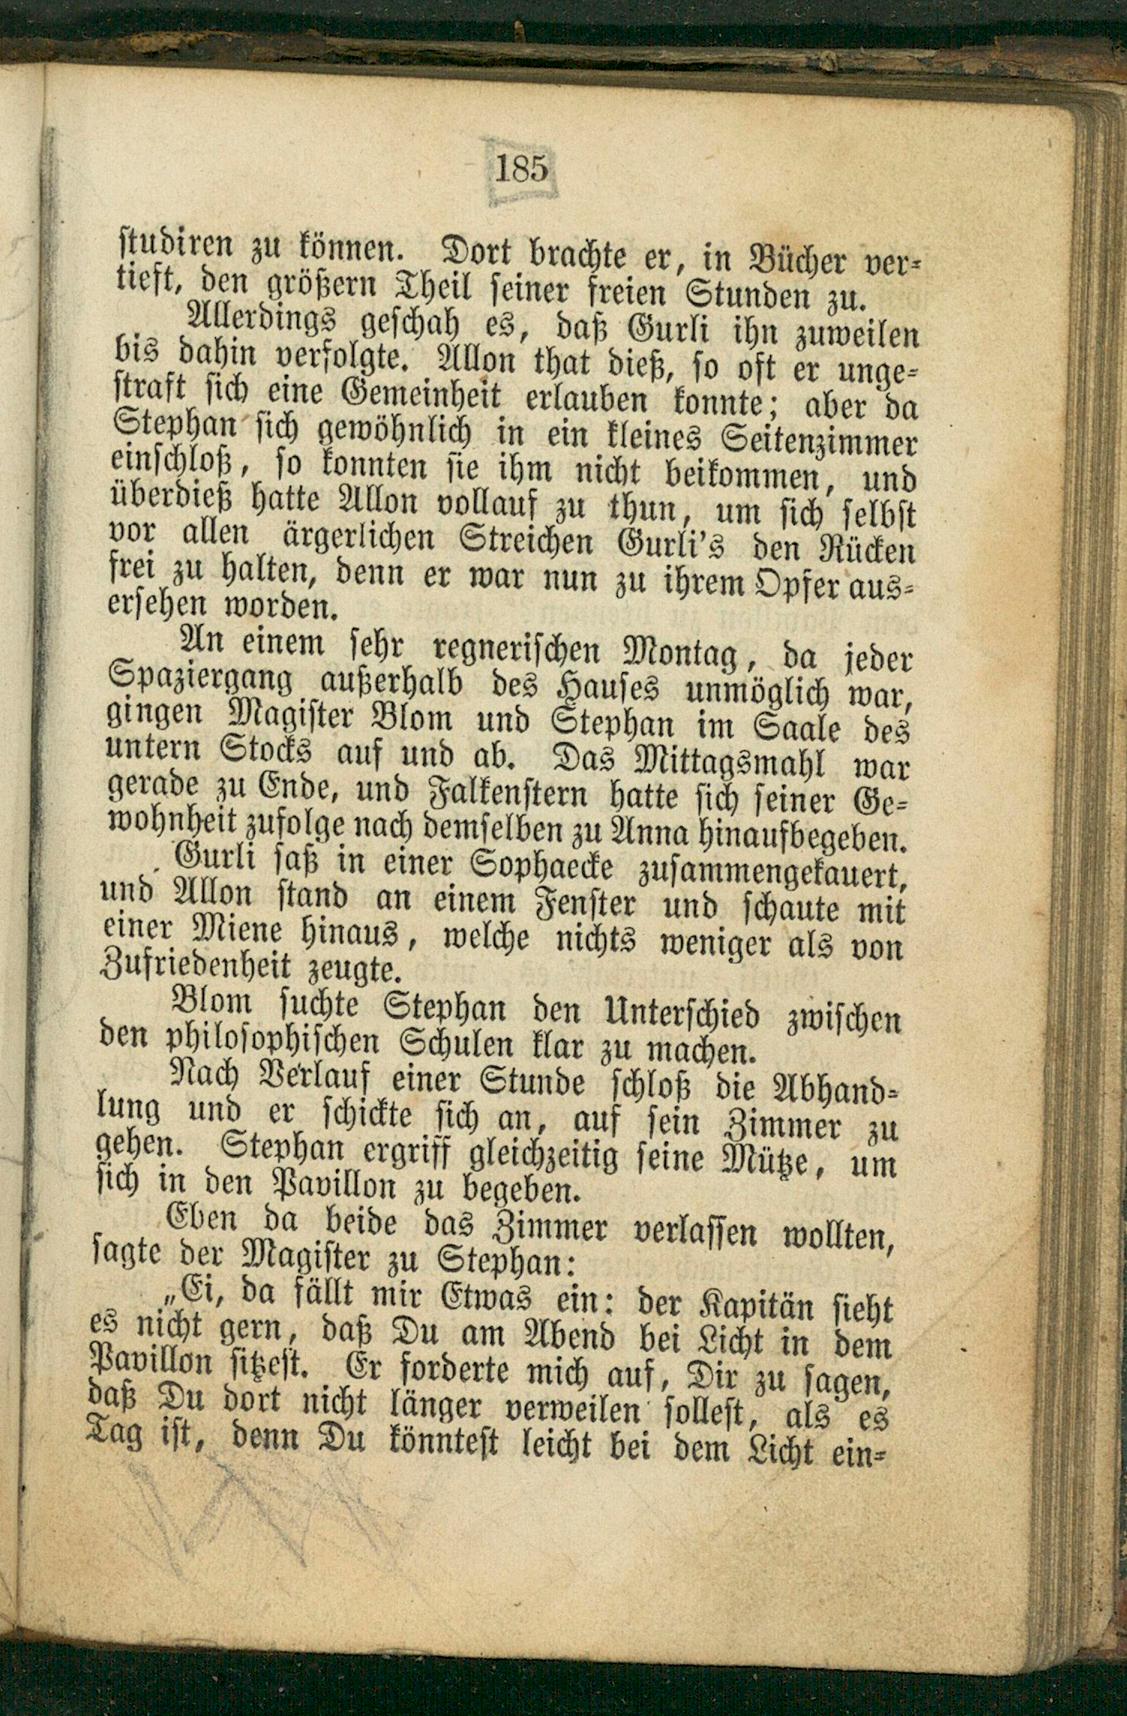 185
studiren zu können. Dort brachte er, in Bücher ver-
tieft, den größern Theil seiner freien Stunden zu.
Allerdings geschah es, daß Gurli ihn zuweilen
bis dahin verfolgte. Allon that dieß, so oft er unge-
straft sich eine Gemeinheit erlauben konnte; aber da
Stephan sich gewöhnlich in ein kleines Seitenzimmer
einschloß, so konnten sie ihm nicht beikommen, und
überdieß hatte Allon vollauf zu thun, um sich selbst
vor allen ärgerlichen Streichen Gurli's den Rücken
frei zu halten, denn er war nun zu ihrem Opfer aus-
ersehen worden.
An einem sehr regnerischen Montag, da jeder
Spaziergang außerhalb des Hauses unmöglich war,
gingen Magister Blom und Stephan im Saale des
untern Stocks auf und ab. Das Mittagsmahl war
gerade zu Ende, und Falkenstern hatte sich seiner Ge-
wohnheit zufolge nach demselben zu Anna hinaufbegeben.
Gurli saß in einer Sophaecke zusammengekauert,
und Allon stand an einem Fenster und schaute mit
einer Miene hinaus, welche nichts weniger als von
Zufriedenheit zeugte.
Blom suchte Stephan den Unterschied zwischen
den philosophischen Schulen klar zu machen.
Nach Verlauf einer Stunde schloß die Abhand-
lung und er schickte sich an, auf sein Zimmer zu
gehen. Stephan ergriff gleichzeitig seine Mütze, um
sich in den Pavillon zu begeben.
Eben da beide das Zimmer verlassen wollten,
sagte der Magister zu Stephan:
„Ei, da fällt mir Etwas ein: der Kapitän sieht
es nicht gern, daß Du am Abend bei Licht in dem
Pavillon sitzest. Er forderte mich auf, Dir zu sagen,
daß Du dort nicht länger verweilen sollest, als es
Tag ist, denn Du könntest leicht bei dem Licht ein-